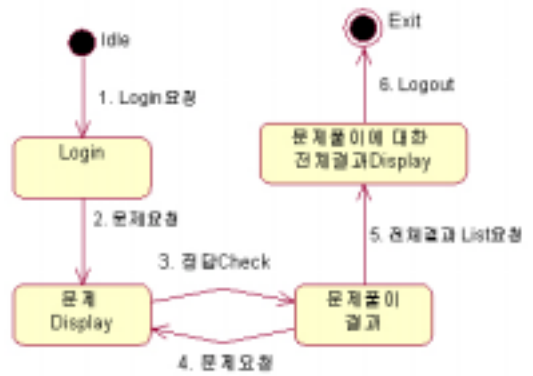 Idle
Exit
1. Login요청
6. Logout
Login
문제풀이에 대한
전체결과Display
2. 문제요청
5. 전체결과 List요청
3. 정답Check
문제
Display
문제풀이
결과
4. 문제요청